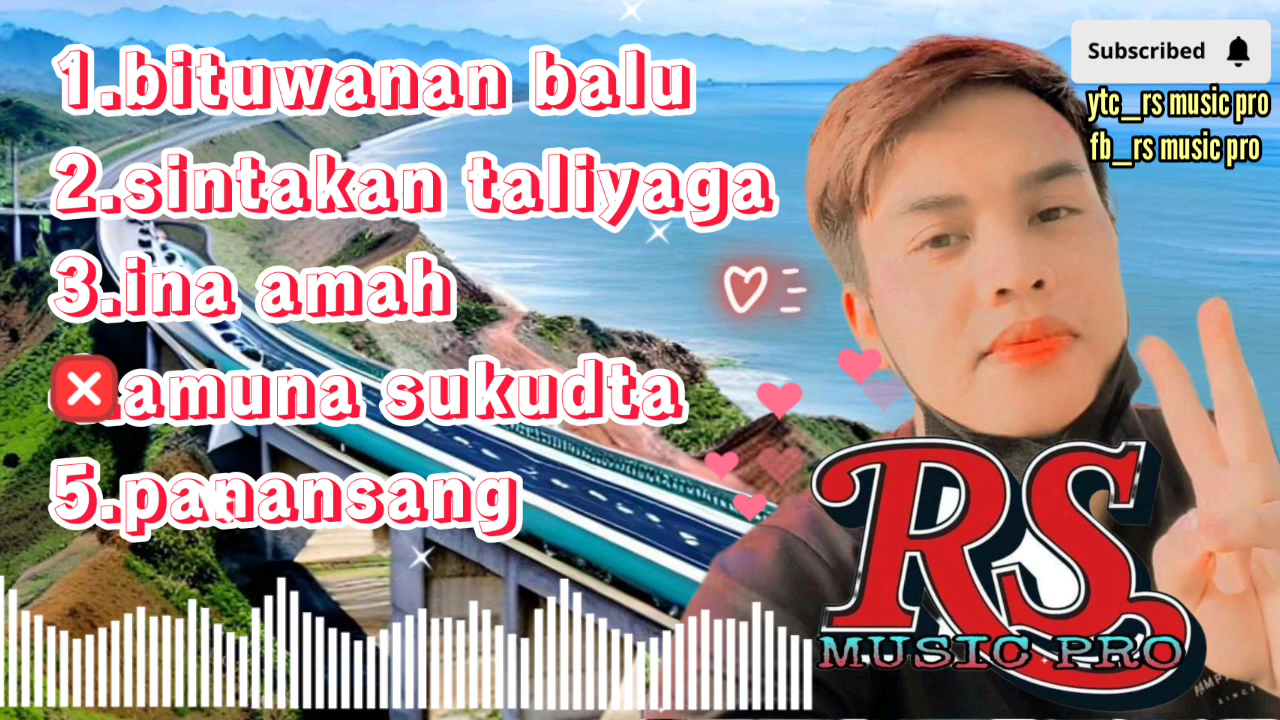 1.bituwanan balu
2.sintakan taliyaga
3.ina amah
amuna sukudta
5.panansang
Subscribed
ytc_rs music pro
fb_rs music pro
RS
MUSIC PRO